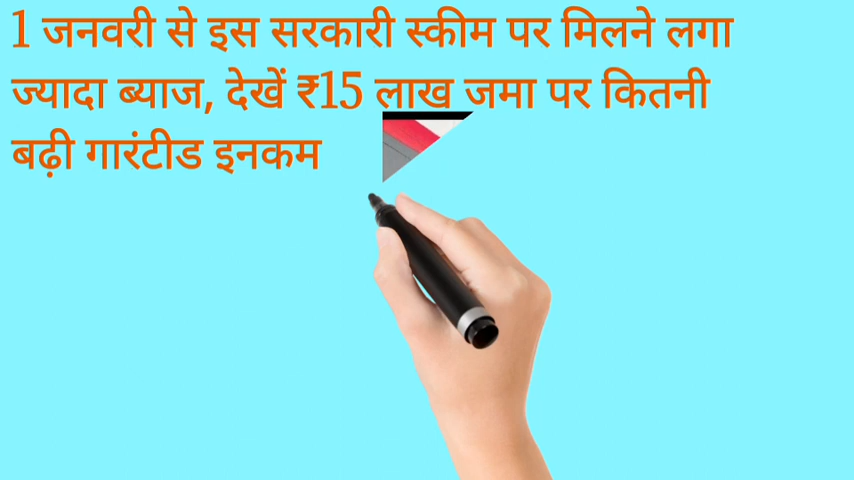 1 जनवरी से इस सरकारी स्कीम पर मिलने लगा
ज्यादा ब्याज, देखें ₹15 लाख जमा पर कितनी
बढ़ी गारंटीड इनकम